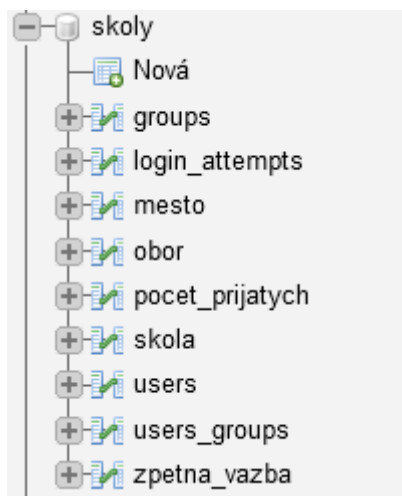 skoly
Nová
groups
login_attempts
mesto
obor
pocet_prijatych
skola
users
users_groups
zpetna_vazba